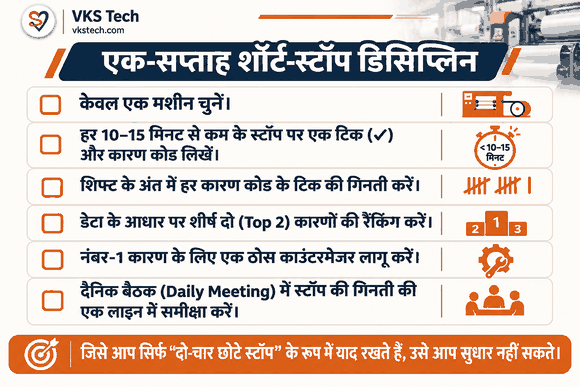 VKS Tech
vkstech.com
एक-सप्ताह शॉर्ट-स्टॉप डिसिप्लिन
केवल एक मशीन चुनें।
हर 10–15 मिनट से कम के स्टॉप पर एक टिक (✓)
और कारण कोड लिखें।
< 10–15
मिनट
शिफ्ट के अंत में हर कारण कोड के टिक की गिनती करें।
डेटा के आधार पर शीर्ष दो (Top 2) कारणों की रैंकिंग करें।
2 1 3
नंबर-1 कारण के लिए एक ठोस काउंटरमेजर लागू करें।
दैनिक बैठक (Daily Meeting) में स्टॉप की गिनती की
एक लाइन में समीक्षा करें।
जिसे आप सिर्फ “दो-चार छोटे स्टॉप” के रूप में याद रखते हैं, उसे आप सुधार नहीं सकते।